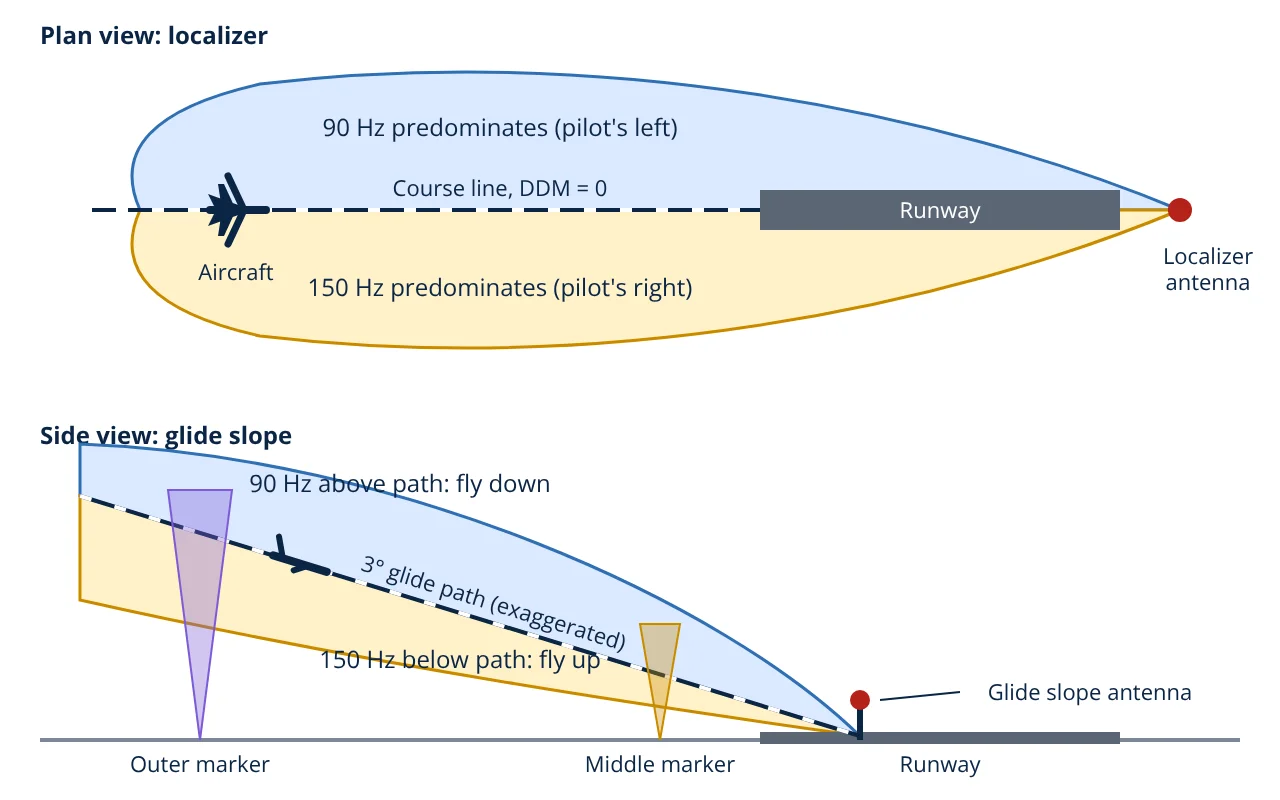 Plan view: localizer
90 Hz predominates (pilot's left)
Course line, DDM = 0
Runway
Aircraft
150 Hz predominates (pilot's right)
Localizer
antenna
Side view: glide slope
90 Hz above path: fly down
3° glide path (exaggerated)
150 Hz below path: fly up
Glide slope antenna
Outer marker
Middle marker
Runway